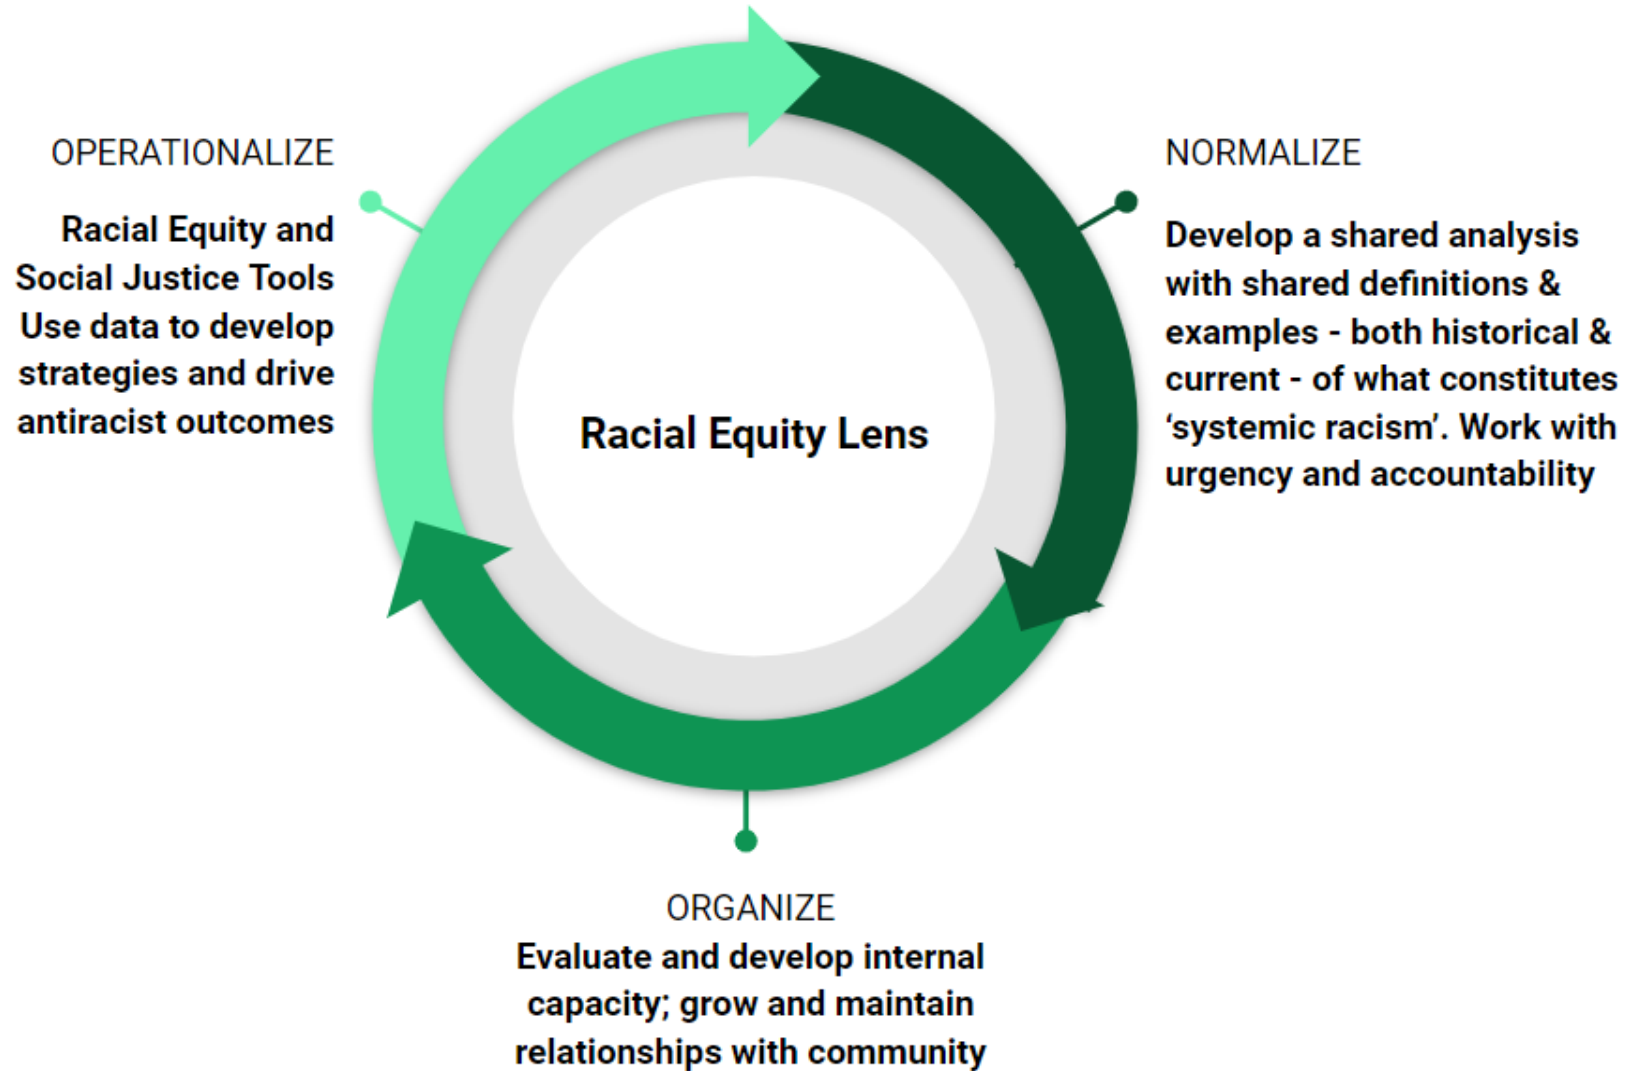 OPERATIONALIZE
Racial Equity and
Social Justice Tools
Use data to develop
strategies and drive
antiracist outcomes
NORMALIZE
Develop a shared analysis
with shared definitions &
examples - both historical &
current - of what constitutes
‘systemic racism’. Work with
urgency and accountability
Racial Equity Lens
ORGANIZE
Evaluate and develop internal
capacity; grow and maintain
relationships with community